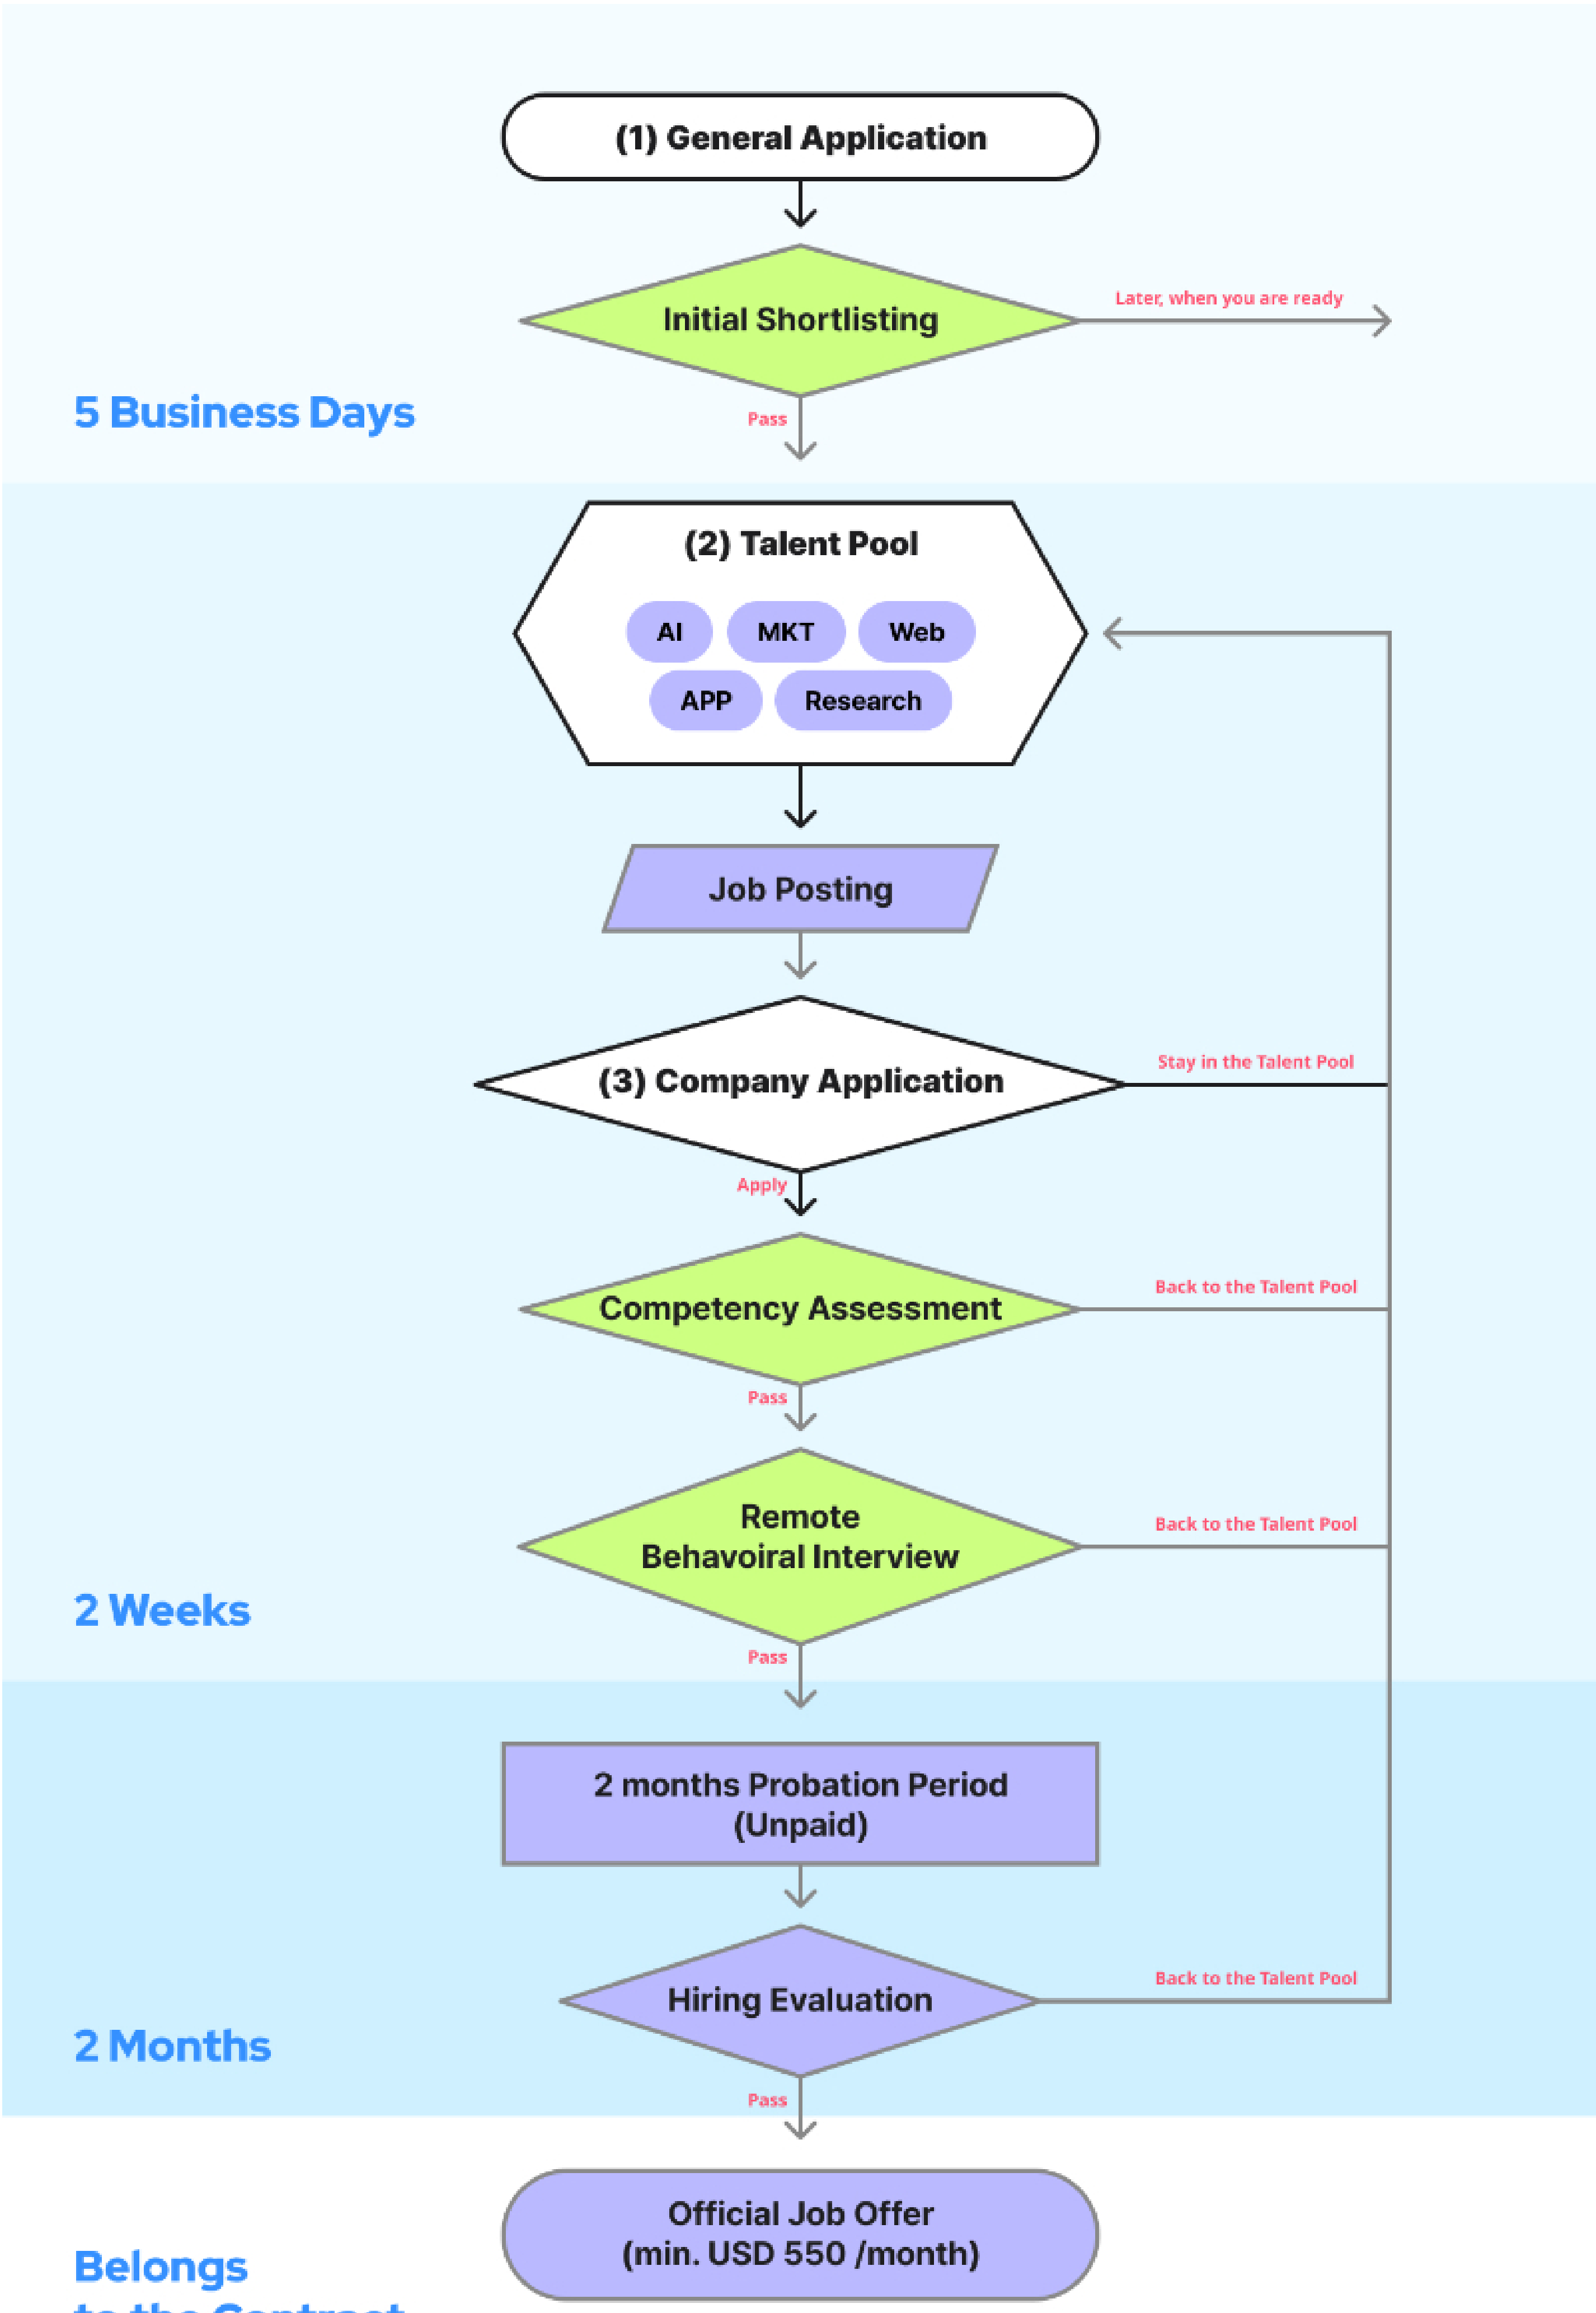 (1) General Application
Initial Shortlisting
Later, when you are ready
5 Business Days
Pass
(2) Talent Pool
AI MKT Web
APP Research
Job Posting
(3) Company Application
Stay in the Talent Pool
Apply
Competency Assessment
Back to the Talent Pool
Pass
Remote
Behavoiral Interview
Back to the Talent Pool
2 Weeks
Pass
2 months Probation Period
(Unpaid)
Hiring Evaluation
Back to the Talent Pool
2 Months
Pass
Official Job Offer
(min. USD 550 /month)
Belongs
to the Contract